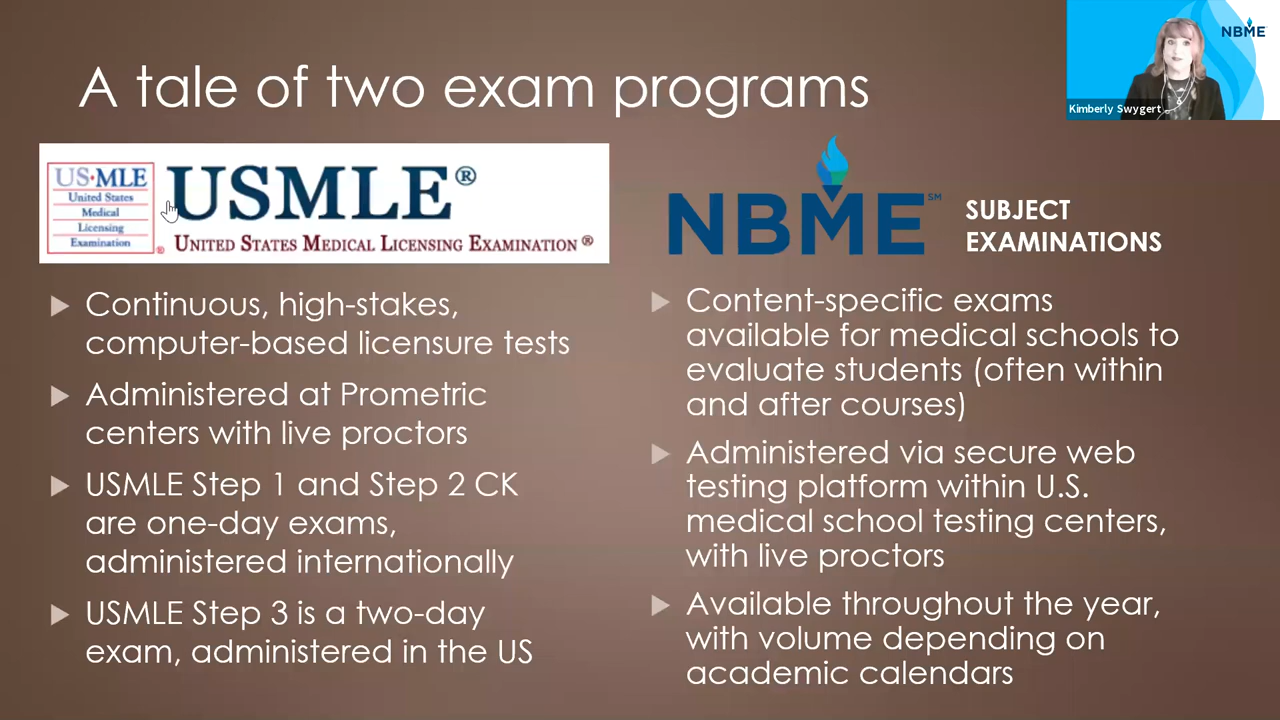 A tale of two exam programs
NBME
Kimberly Swygert
US·MLE
United States
Medical
Licensing
Examination
®
USMLE®
UNITED STATES MEDICAL LICENSING EXAMINATION®
Continuous, high-stakes,
computer-based licensure tests
Administered at Prometric
centers with live proctors
USMLE Step 1 and Step 2 CK
are one-day exams,
administered internationally
USMLE Step 3 is a two-day
exam, administered in the US
NBME℠
SUBJECT
EXAMINATIONS
Content-specific exams
available for medical schools to
evaluate students (often within
and after courses)
Administered via secure web
testing platform within U.S.
medical school testing centers,
with live proctors
Available throughout the year,
with volume depending on
academic calendars